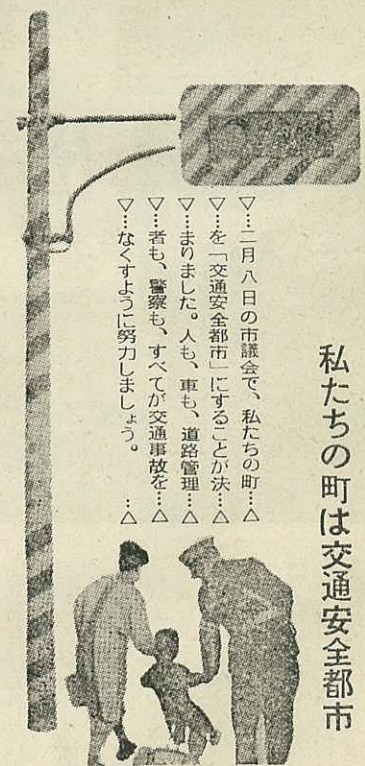 私たちの町は交通安全都市
▽…二月八日の市議会で、私たちの町…△
▽…を「交通安全都市」にすることが決…△
▽…まりました。人も、車も、道路管理…△
▽…者も、警察も、すべてが交通事故を…△
▽…なくすように努力しましょう。　…△